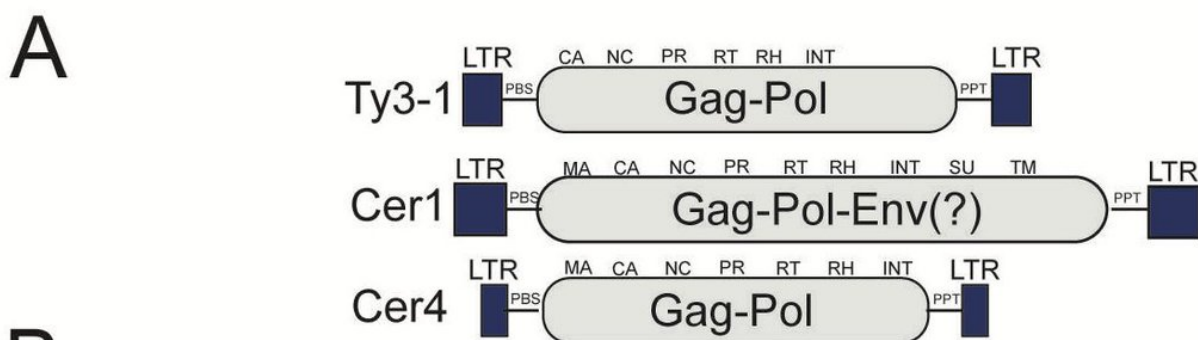 A
LTR CA NC PR RT RH INT LTR
Ty3-1 PBS Gag-Pol PPT
LTR MA CA NC PR RT RH INT SU TM LTR
Cer1 PBS Gag-Pol-Env(?) PPT
LTR MA CA NC PR RT RH INT LTR
Cer4 PBS Gag-Pol PPT